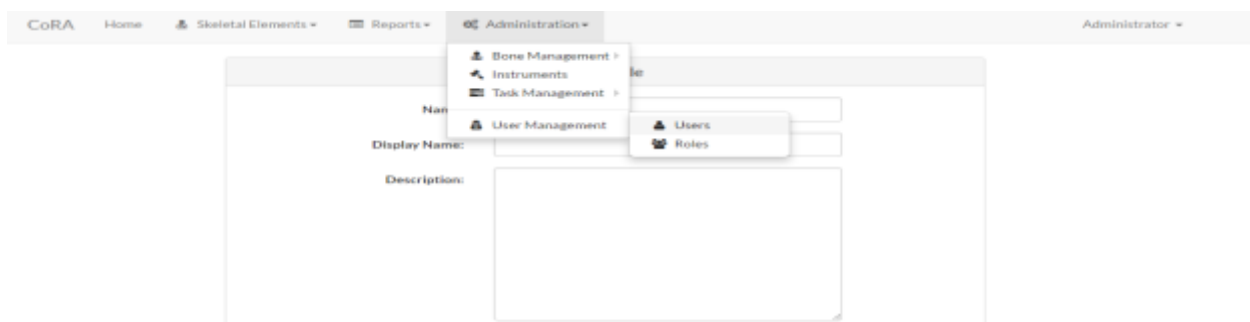 CoRA Home Skeletal Elements Reports Administration Administrator
Bone Management
Instruments
Task Management
User Management
Users
Roles
Display Name:
Description: